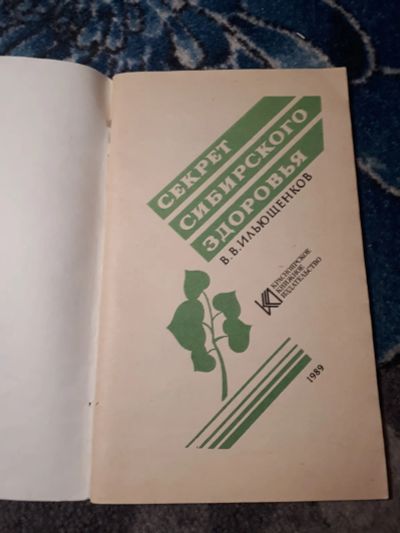 СЕКРЕТ
СИБИРСКОГО
ЗДОРОВЬЯ
В. В. ИЛЬЮЩЕНКОВ
КРАСНОЯРСКОЕ
КНИЖНОЕ
ИЗДАТЕЛЬСТВО
1989